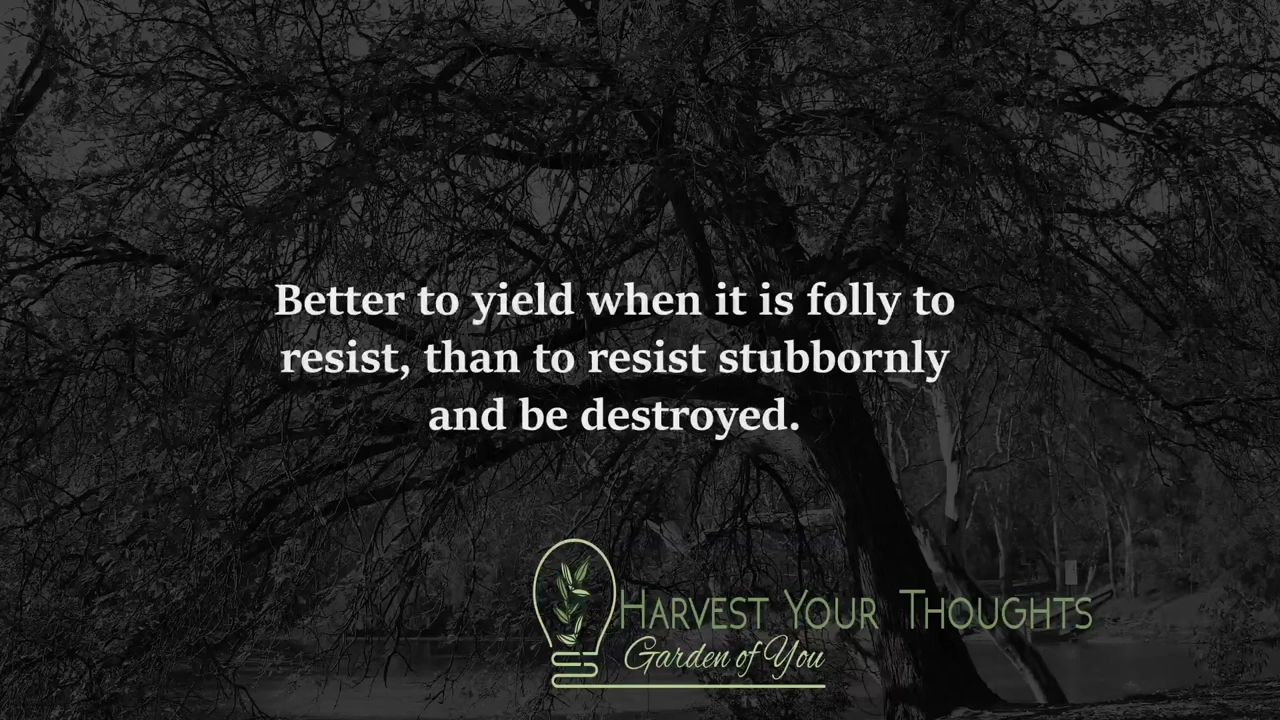 Better to yield when it is folly to
resist, than to resist stubbornly
and be destroyed.
HARVEST YOUR THOUGHTS
Garden of You